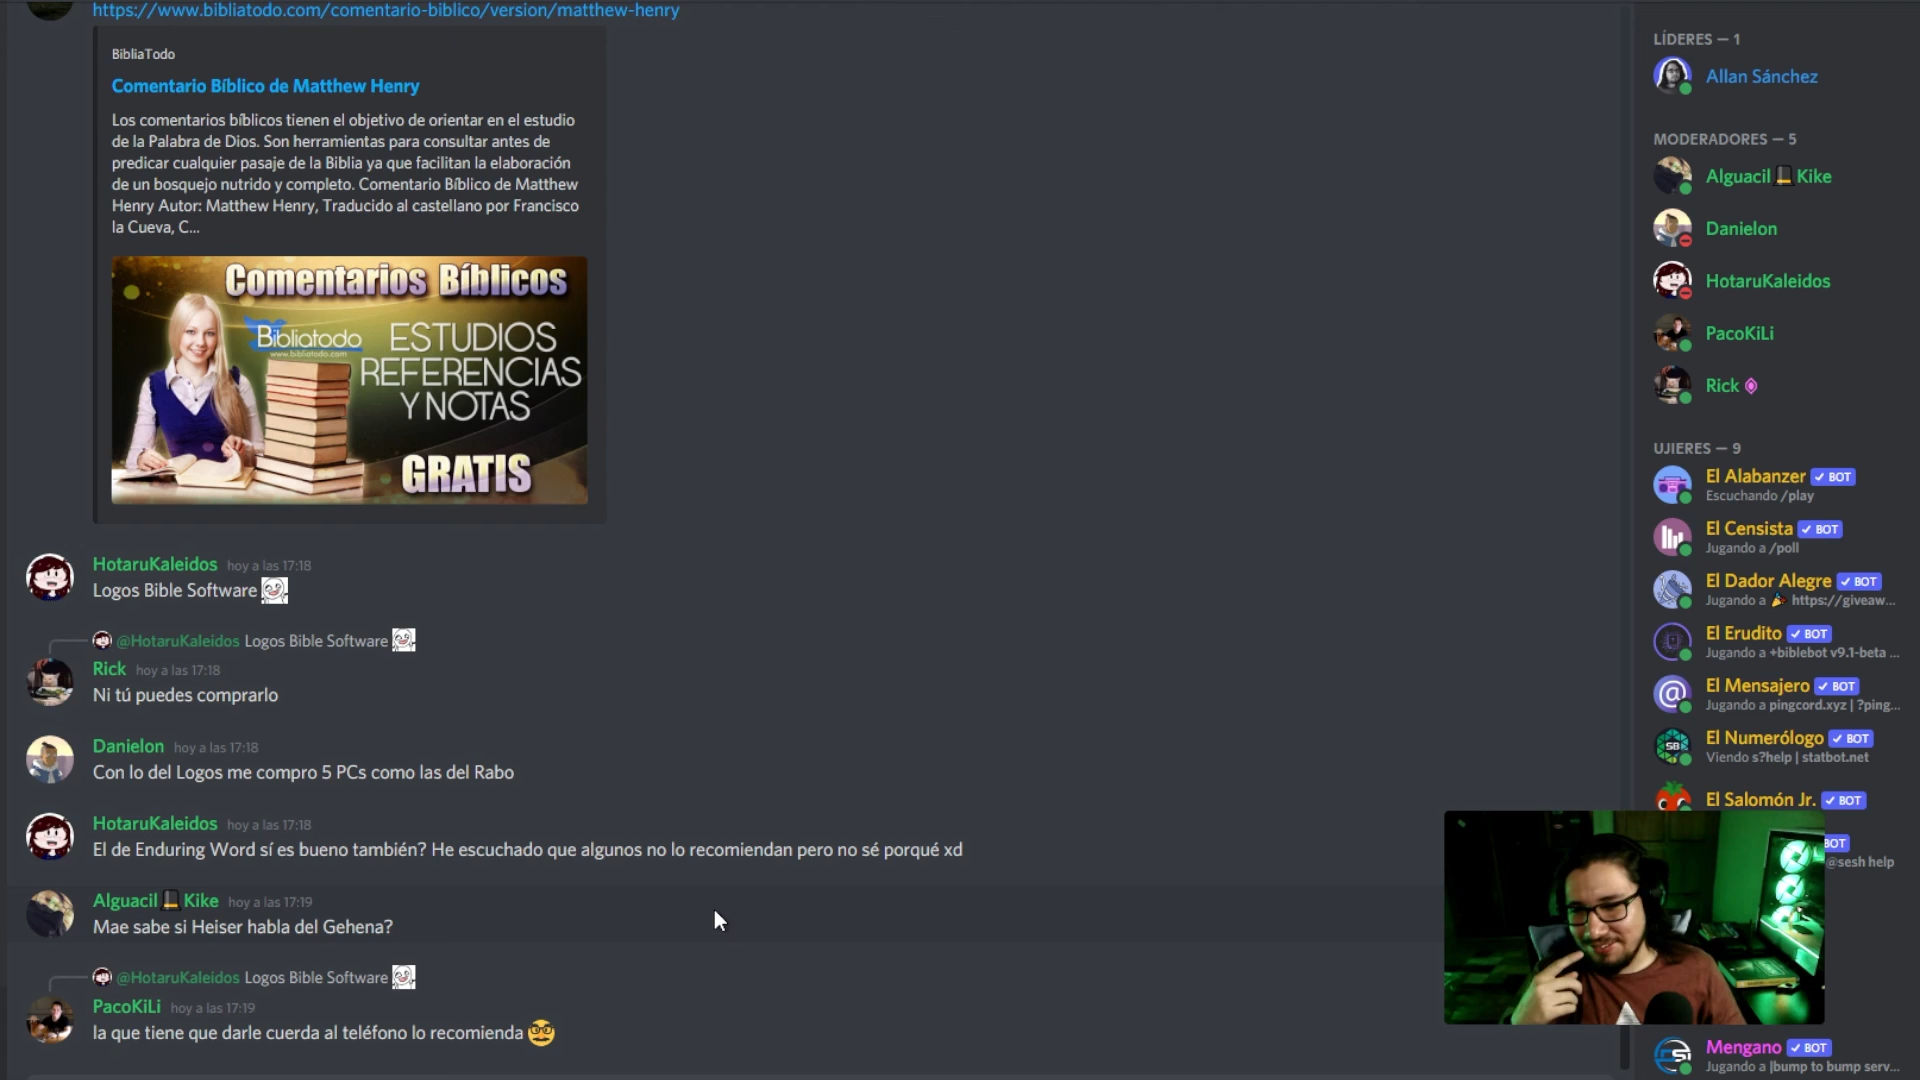 https://www.bibliatodo.com/comentario-biblico/version/matthew-henry
BibliaTodo
Comentario Bíblico de Matthew Henry
Los comentarios bíblicos tienen el objetivo de orientar en el estudio
de la Palabra de Dios. Son herramientas para consultar antes de
predicar cualquier pasaje de la Biblia ya que facilitan la elaboración
de un bosquejo nutrido y completo. Comentario Bíblico de Matthew
Henry Autor: Matthew Henry, Traducido al castellano por Francisco
la Cueva, C...
Comentarios Bíblicos
Bibliatodo
www.bibliatodo.com
ESTUDIOS
REFERENCIAS
Y NOTAS
GRATIS
HotaruKaleidos hoy a las 17:18
Logos Bible Software
@HotaruKaleidos Logos Bible Software
Rick hoy a las 17:18
Ni tú puedes comprarlo
Danielon hoy a las 17:18
Con lo del Logos me compro 5 PCs como las del Rabo
HotaruKaleidos hoy a las 17:18
El de Enduring Word sí es bueno también? He escuchado que algunos no lo recomiendan pero no sé porqué xd
Alguacil Kike hoy a las 17:19
Mae sabe si Heiser habla del Gehena?
@HotaruKaleidos Logos Bible Software
PacoKiLi hoy a las 17:19
la que tiene que darle cuerda al teléfono lo recomienda
LÍDERES — 1
Allan Sánchez
MODERADORES — 5
Alguacil Kike
Danielon
HotaruKaleidos
PacoKiLi
Rick
UJIERES — 9
El Alabanzer BOT
Escuchando /play
El Censista BOT
Jugando a /poll
El Dador Alegre BOT
Jugando a https://giveaw...
El Erudito BOT
Jugando a +biblebot v9.1-beta ...
El Mensajero BOT
Jugando a pingcord.xyz | ?ping...
SB
El Numerólogo BOT
Viendo s?help | statbot.net
El Salomón Jr. BOT
BOT
@sesh help
Mengano BOT
Jugando a |bump to bump serv...